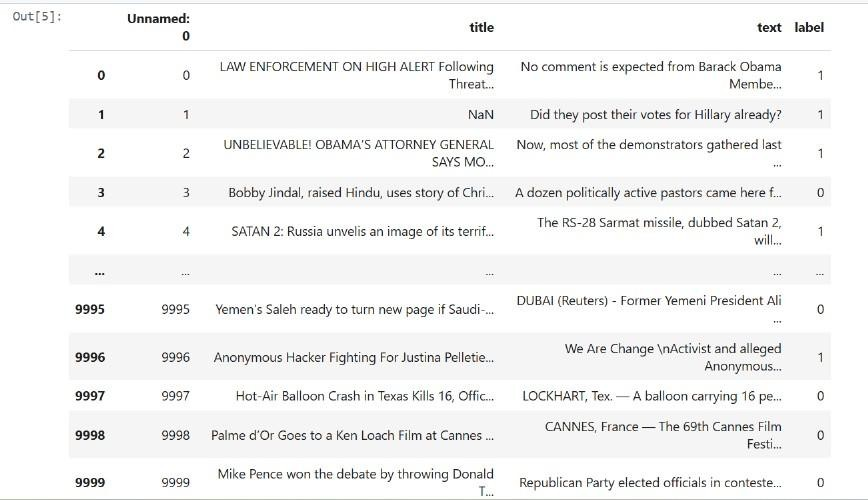 Out[5]:
Unnamed: 0 title text label
0 0 LAW ENFORCEMENT ON HIGH ALERT Following Threat... No comment is expected from Barack Obama Membe... 1
1 1 NaN Did they post their votes for Hillary already? 1
2 2 UNBELIEVABLE! OBAMA'S ATTORNEY GENERAL SAYS MO... Now, most of the demonstrators gathered last ... 1
3 3 Bobby Jindal, raised Hindu, uses story of Chri... A dozen politically active pastors came here f... 0
4 4 SATAN 2: Russia unvelis an image of its terrif... The RS-28 Sarmat missile, dubbed Satan 2, will... 1
... ... ... ... ...
9995 9995 Yemen's Saleh ready to turn new page if Saudi-... DUBAI (Reuters) - Former Yemeni President Ali ... 0
9996 9996 Anonymous Hacker Fighting For Justina Pelletie... We Are Change \nActivist and alleged Anonymous... 1
9997 9997 Hot-Air Balloon Crash in Texas Kills 16, Offic... LOCKHART, Tex. — A balloon carrying 16 pe... 0
9998 9998 Palme d'Or Goes to a Ken Loach Film at Cannes ... CANNES, France — The 69th Cannes Film Festi... 0
9999 9999 Mike Pence won the debate by throwing Donald T... Republican Party elected officials in conteste... 0